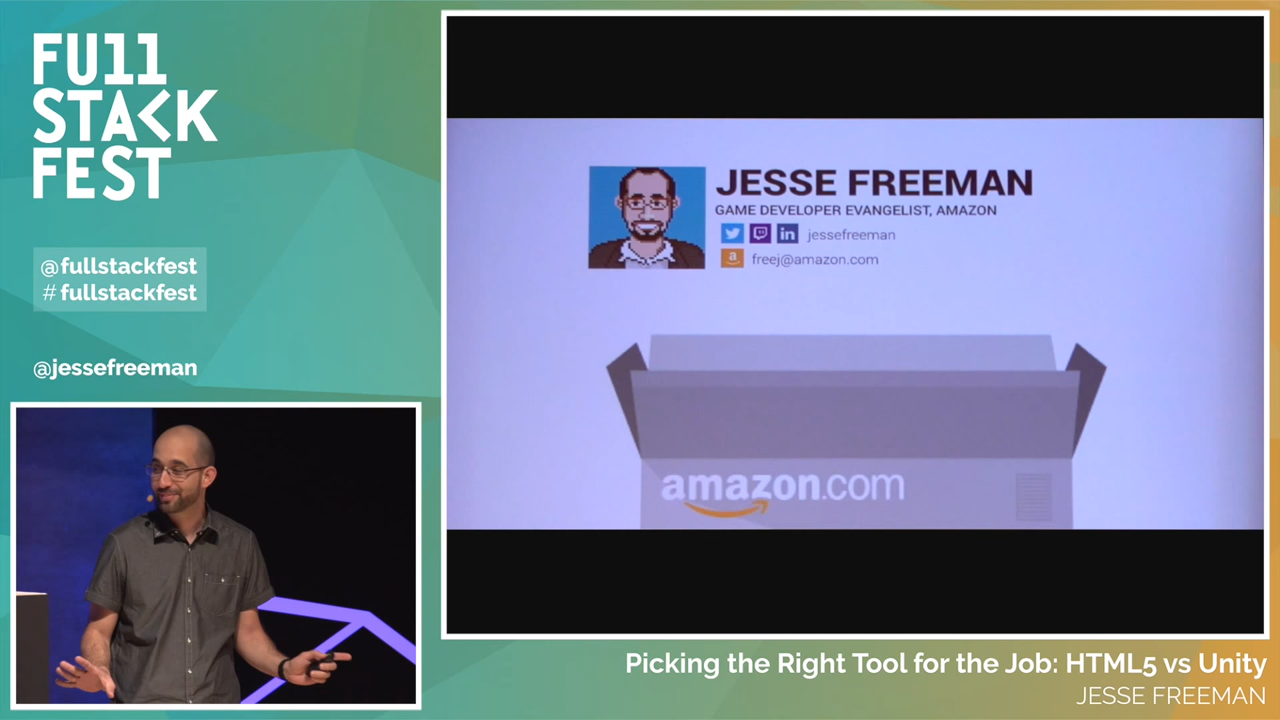 FU11
STACK
FEST
@fullstackfest
# fullstackfest
@jessefreeman
JESSE FREEMAN
GAME DEVELOPER EVANGELIST, AMAZON
jessefreeman
freej@amazon.com
amazon.com
Picking the Right Tool for the Job: HTML5 vs Unity
JESSE FREEMAN